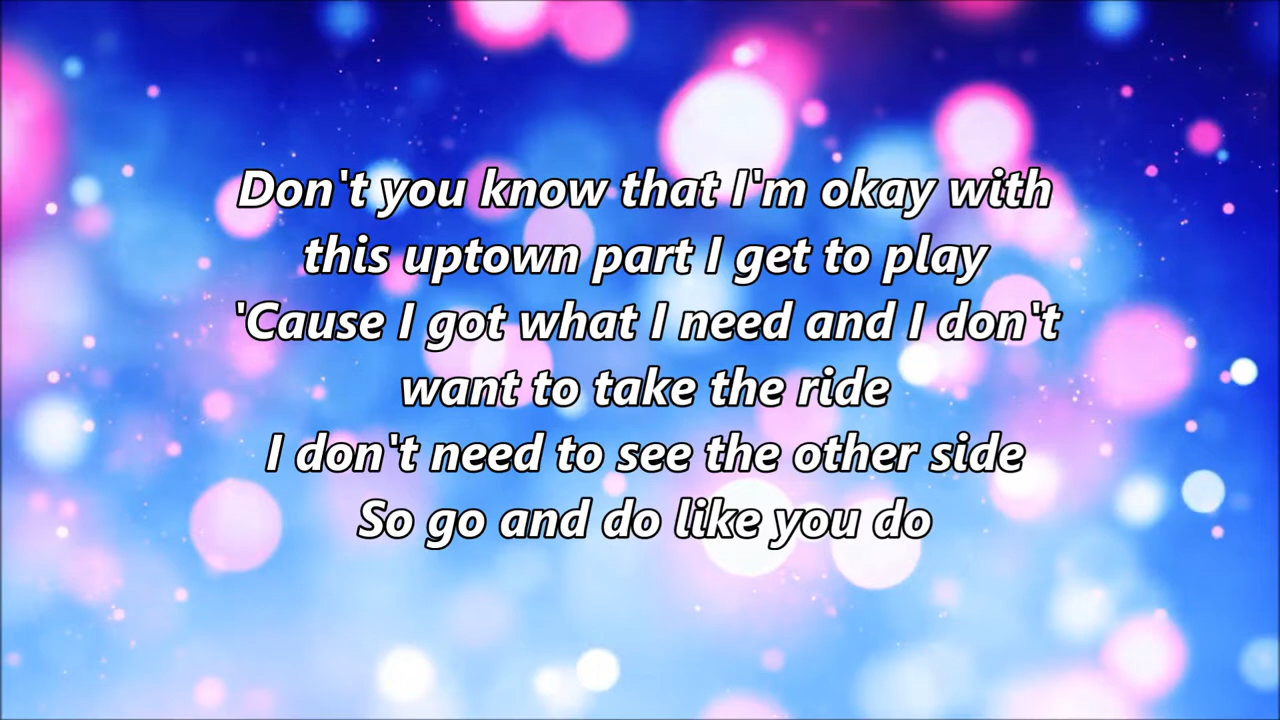 Don't you know that I'm okay with
this uptown part I get to play
'Cause I got what I need and I don't
want to take the ride
I don't need to see the other side
So go and do like you do